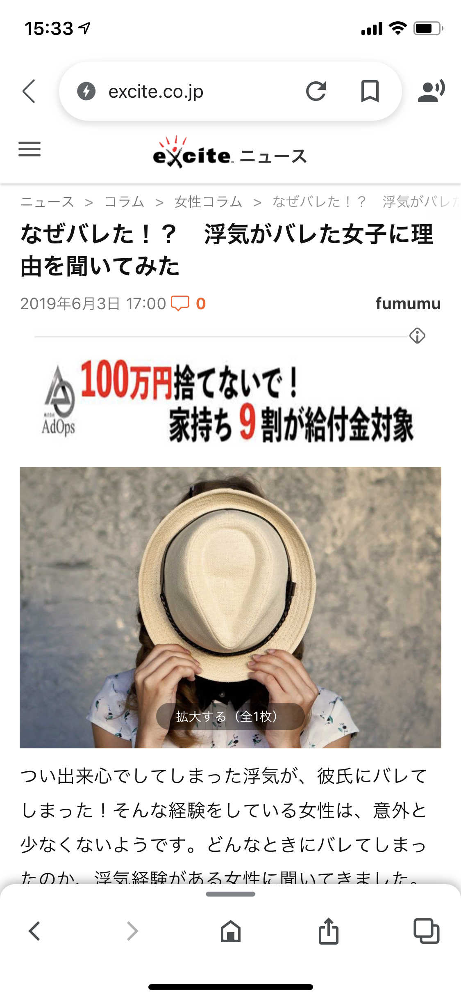 15:33
excite.co.jp
excite ニュース
ニュース > コラム > 女性コラム > なぜバレた！？　浮気がバレた
なぜバレた！？　浮気がバレた女子に理
由を聞いてみた
2019年6月3日 17:00 0 fumumu
100万円捨てないで！
家持ち9割が給付金対象
株式会社
AdOps
拡大する（全1枚）
つい出来心でしてしまった浮気が、彼氏にバレて
しまった！そんな経験をしている女性は、意外と
少なくないようです。どんなときにバレてしまっ
たのか、浮気経験がある女性に聞いてきました。